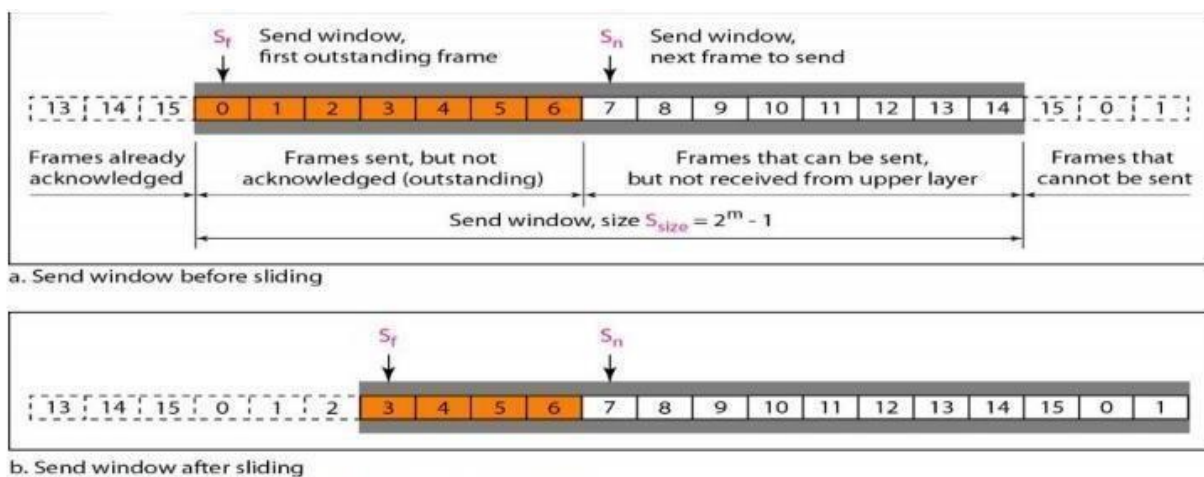 Sf Send window, first outstanding frame
Sn Send window, next frame to send
13 14 15 0 1 2 3 4 5 6 7 8 9 10 11 12 13 14 15 0 1
Frames already acknowledged
Frames sent, but not acknowledged (outstanding)
Frames that can be sent, but not received from upper layer
Frames that cannot be sent
Send window, size Ssize = 2^m - 1
a. Send window before sliding
Sf Sn
13 14 15 0 1 2 3 4 5 6 7 8 9 10 11 12 13 14 15 0 1
b. Send window after sliding